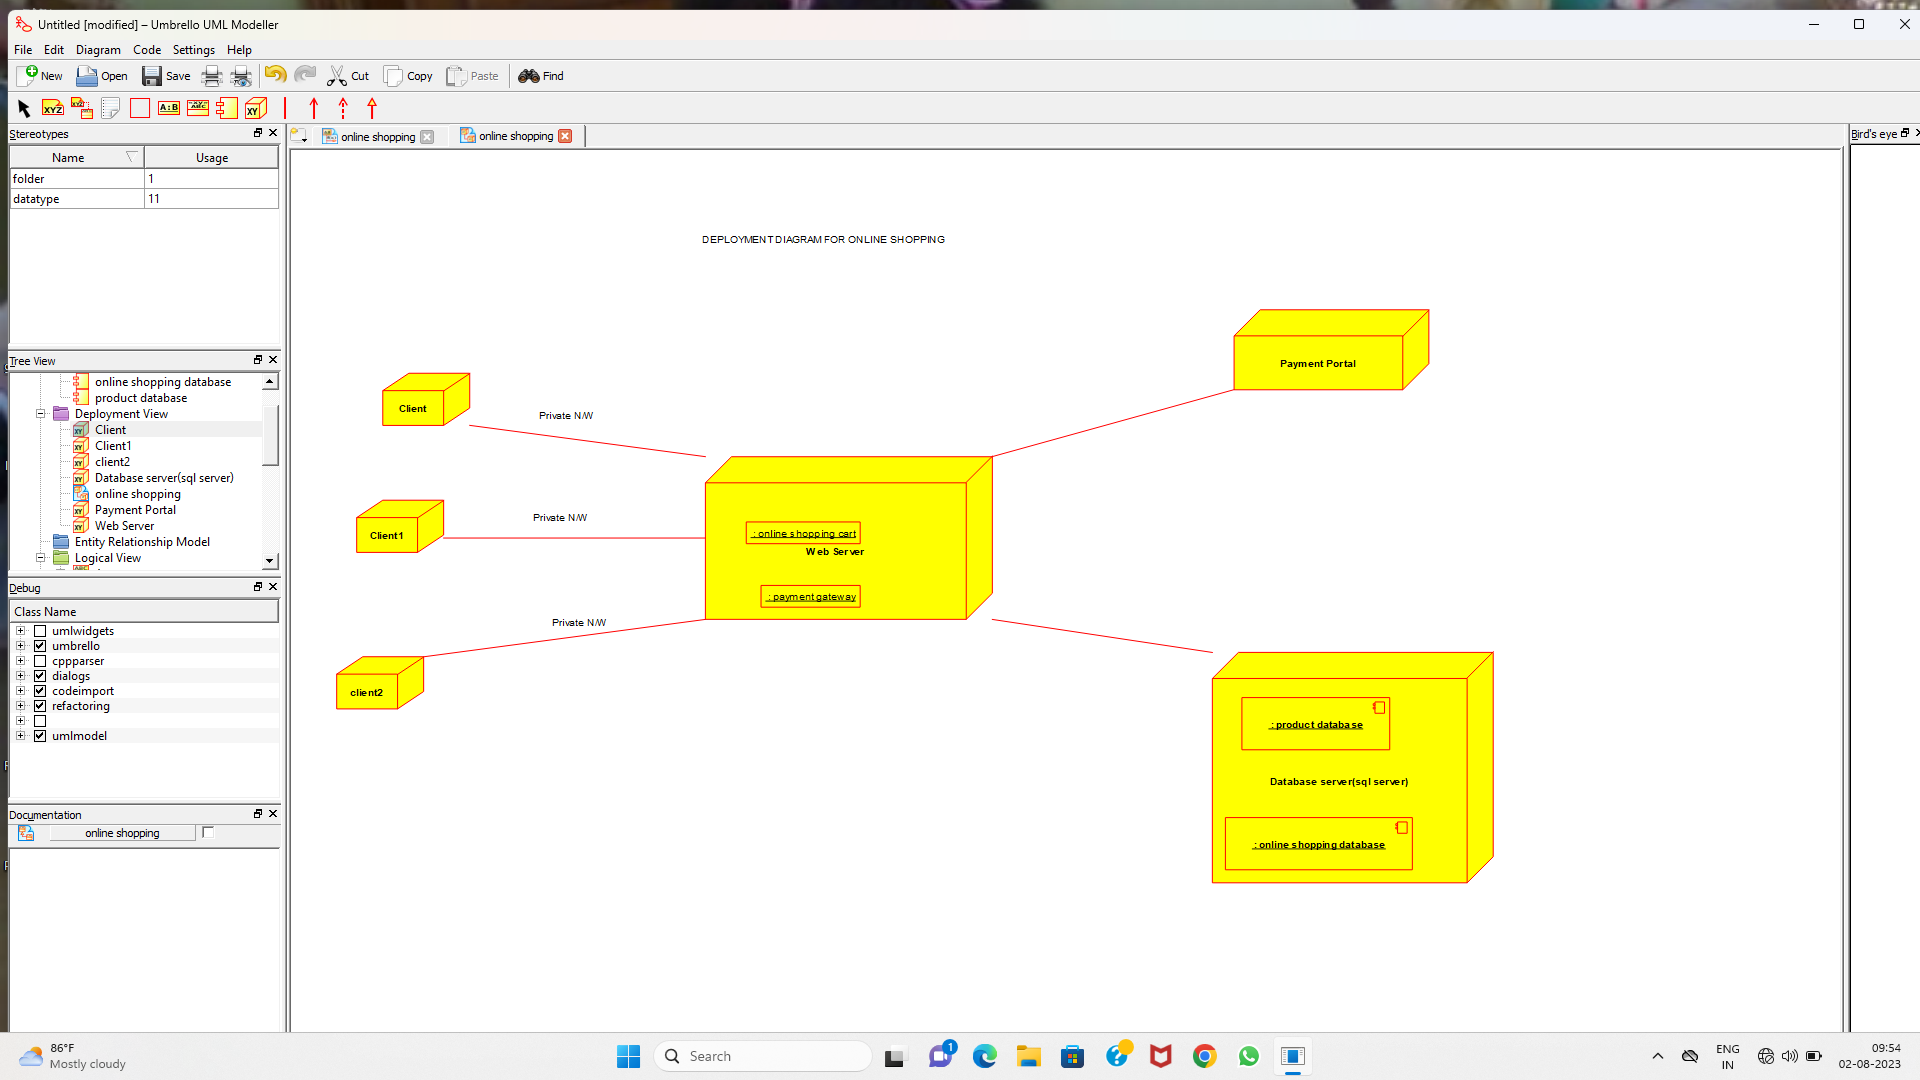 Untitled [modified] – Umbrello UML Modeller
File Edit Diagram Code Settings Help
New Open Save Cut Copy Paste Find
XYZ A:B XY
Stereotypes
Name Usage
folder 1
datatype 11
Tree View
online shopping database
product database
Deployment View
Client
Client1
client2
Database server(sql server)
online shopping
Payment Portal
Web Server
Entity Relationship Model
Logical View
Debug
Class Name
umlwidgets
umbrello
cppparser
dialogs
codeimport
refactoring
umlmodel
Documentation
online shopping
online shopping online shopping
Bird's eye
DEPLOYMENT DIAGRAM FOR ONLINE SHOPPING
Payment Portal
Client
Private N/W
Client1
Private N/W
: online shopping cart
Web Server
: payment gateway
Private N/W
client2
: product database
Database server(sql server)
: online shopping database
86°F
Mostly cloudy
Search
1
ENG
IN
09:54
02-08-2023